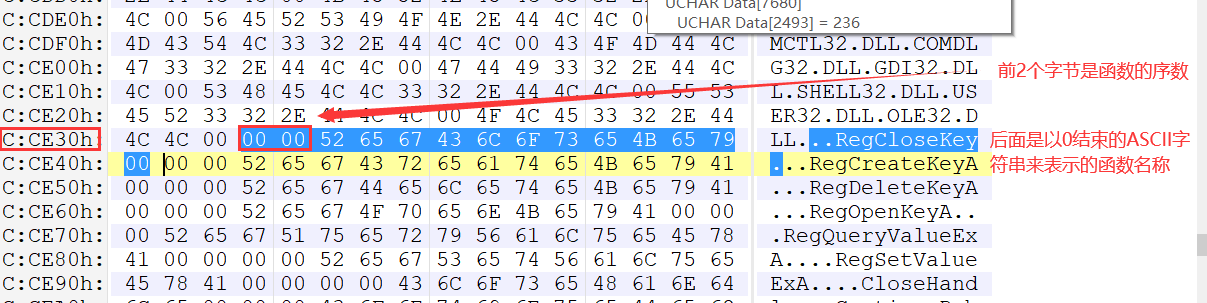 UCHAR Data[7680]
C:CDE0h: 4C 00 56 45 52 53 49 4F 4E 2E 44 4C 4C 00
UCHAR Data[2493] = 236
C:CDF0h: 4D 43 54 4C 33 32 2E 44 4C 4C 00 43 4F 4D 44 4C MCTL32.DLL.COMDL
C:CE00h: 47 33 32 2E 44 4C 4C 00 47 44 49 33 32 2E 44 4C G32.DLL.GDI32.DL
前2个字节是函数的序数
C:CE10h: 4C 00 53 48 45 4C 4C 33 32 2E 44 4C 4C 00 55 53 L.SHELL32.DLL.US
C:CE20h: 45 52 33 32 2E 44 4C 4C 00 4F 4C 45 33 32 2E 44 ER32.DLL.OLE32.D
C:CE30h: 4C 4C 00 00 00 52 65 67 43 6C 6F 73 65 4B 65 79 LL...RegCloseKey
后面是以0结束的ASCII字
符串来表示的函数名称
C:CE40h: 00 00 00 52 65 67 43 72 65 61 74 65 4B 65 79 41 ...RegCreateKeyA
C:CE50h: 00 00 00 52 65 67 44 65 6C 65 74 65 4B 65 79 41 ...RegDeleteKeyA
C:CE60h: 00 00 00 52 65 67 4F 70 65 6E 4B 65 79 41 00 00 ...RegOpenKeyA..
C:CE70h: 00 52 65 67 51 75 65 72 79 56 61 6C 75 65 45 78 .RegQueryValueEx
C:CE80h: 41 00 00 00 00 52 65 67 53 65 74 56 61 6C 75 65 A....RegSetValue
C:CE90h: 45 78 41 00 00 00 00 43 6C 6F 73 65 48 61 6E 64 ExA....CloseHand